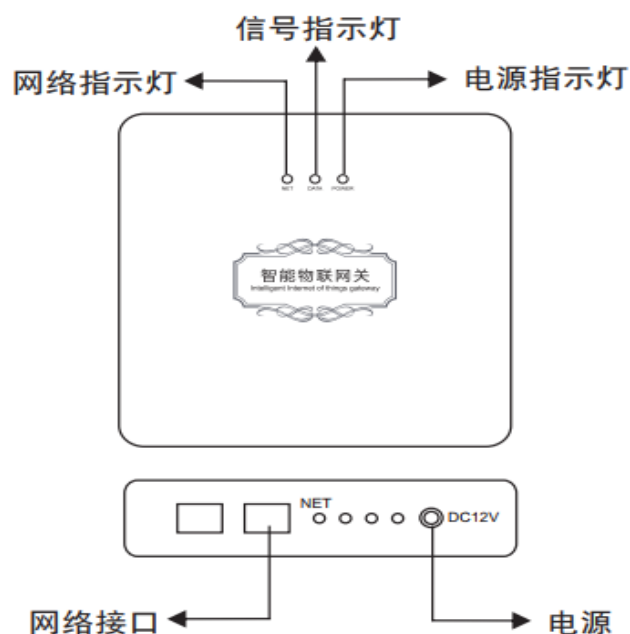 信号指示灯
网络指示灯
电源指示灯
NET DATA POWER
智能物联网关
Intelligent Internet of things gateway
NET
DC12V
网络接口
电源